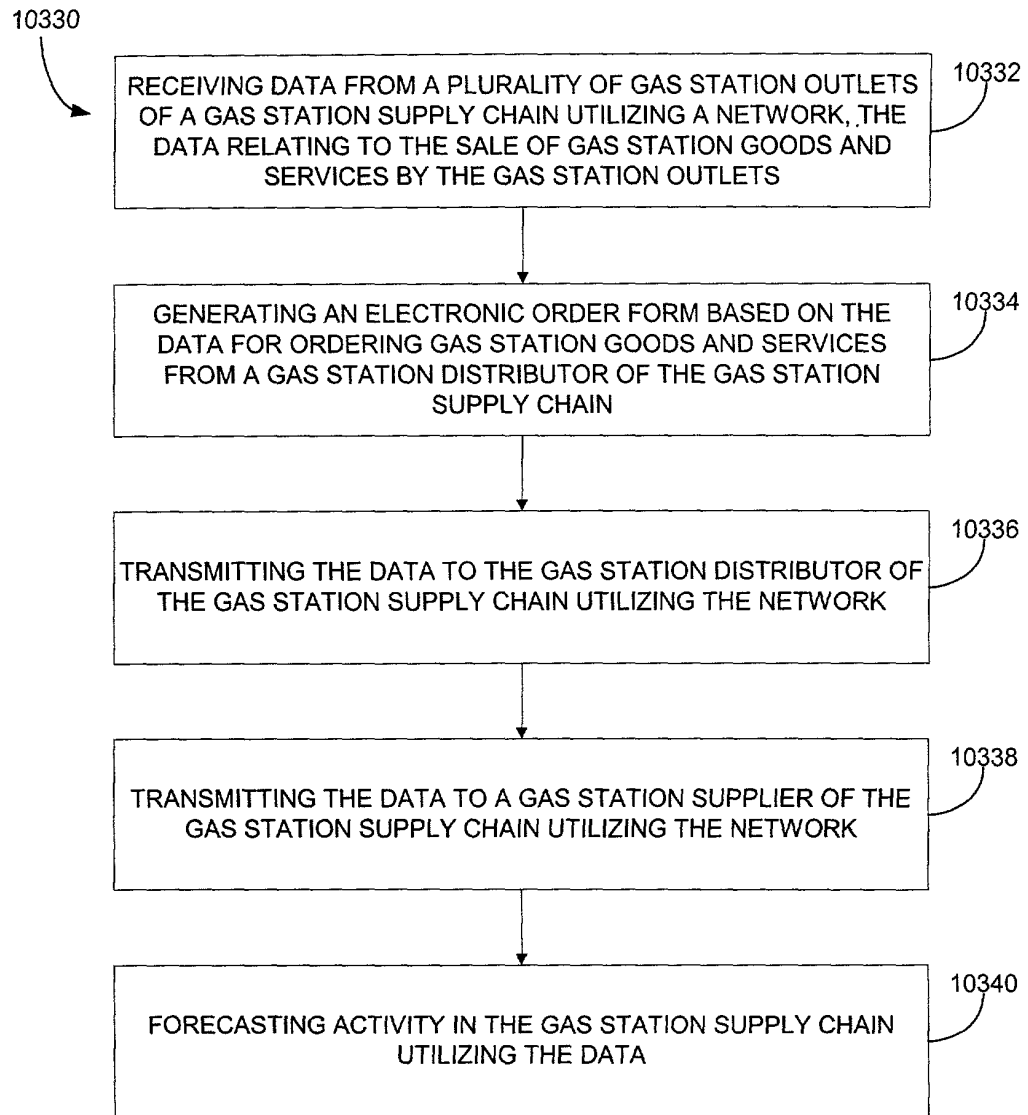 10330
RECEIVING DATA FROM A PLURALITY OF GAS STATION OUTLETS
OF A GAS STATION SUPPLY CHAIN UTILIZING A NETWORK, THE
DATA RELATING TO THE SALE OF GAS STATION GOODS AND
SERVICES BY THE GAS STATION OUTLETS
10332
GENERATING AN ELECTRONIC ORDER FORM BASED ON THE
DATA FOR ORDERING GAS STATION GOODS AND SERVICES
FROM A GAS STATION DISTRIBUTOR OF THE GAS STATION
SUPPLY CHAIN
10334
TRANSMITTING THE DATA TO THE GAS STATION DISTRIBUTOR OF
THE GAS STATION SUPPLY CHAIN UTILIZING THE NETWORK
10336
TRANSMITTING THE DATA TO A GAS STATION SUPPLIER OF THE
GAS STATION SUPPLY CHAIN UTILIZING THE NETWORK
10338
FORECASTING ACTIVITY IN THE GAS STATION SUPPLY CHAIN
UTILIZING THE DATA
10340